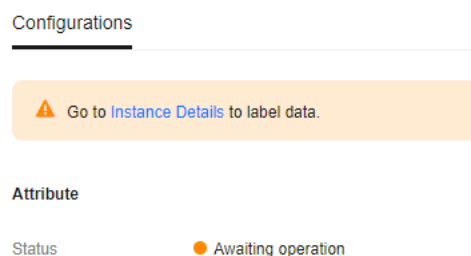 Configurations
Go to Instance Details to label data.
Attribute
Status Awaiting operation